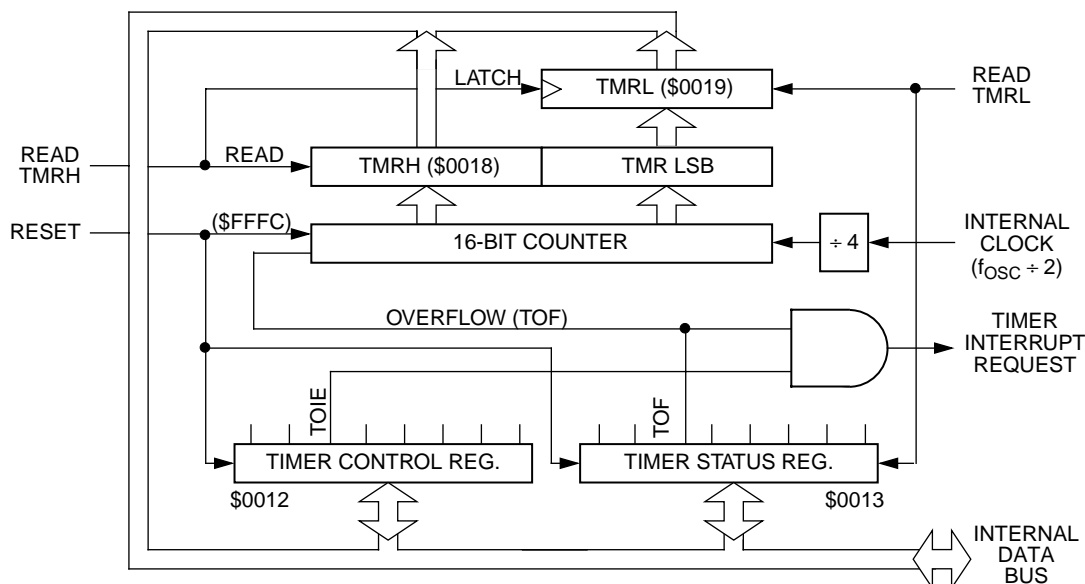 LATCH
TMRL ($0019)
READ
TMRL
READ
TMRH
READ
TMRH ($0018)
TMR LSB
RESET
($FFFC)
16-BIT COUNTER
÷ 4
INTERNAL
CLOCK
(fOSC ÷ 2)
OVERFLOW (TOF)
TIMER
INTERRUPT
REQUEST
TOIE
TOF
TIMER CONTROL REG.
TIMER STATUS REG.
$0012
$0013
INTERNAL
DATA
BUS